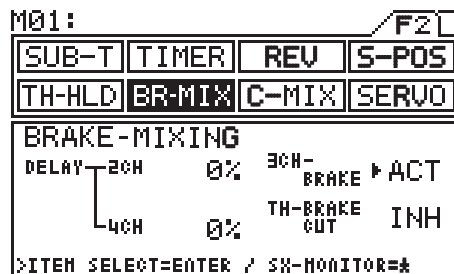 M01: F2
SUB-T TIMER REV S-POS
TH-HLD BR-MIX C-MIX SERVO
BRAKE-MIXING
DELAY 2CH 0% 3CH-BRAKE ▸ACT
4CH 0% TH-BRAKE CUT INH
>ITEM SELECT=ENTER / SX-MONITOR=±